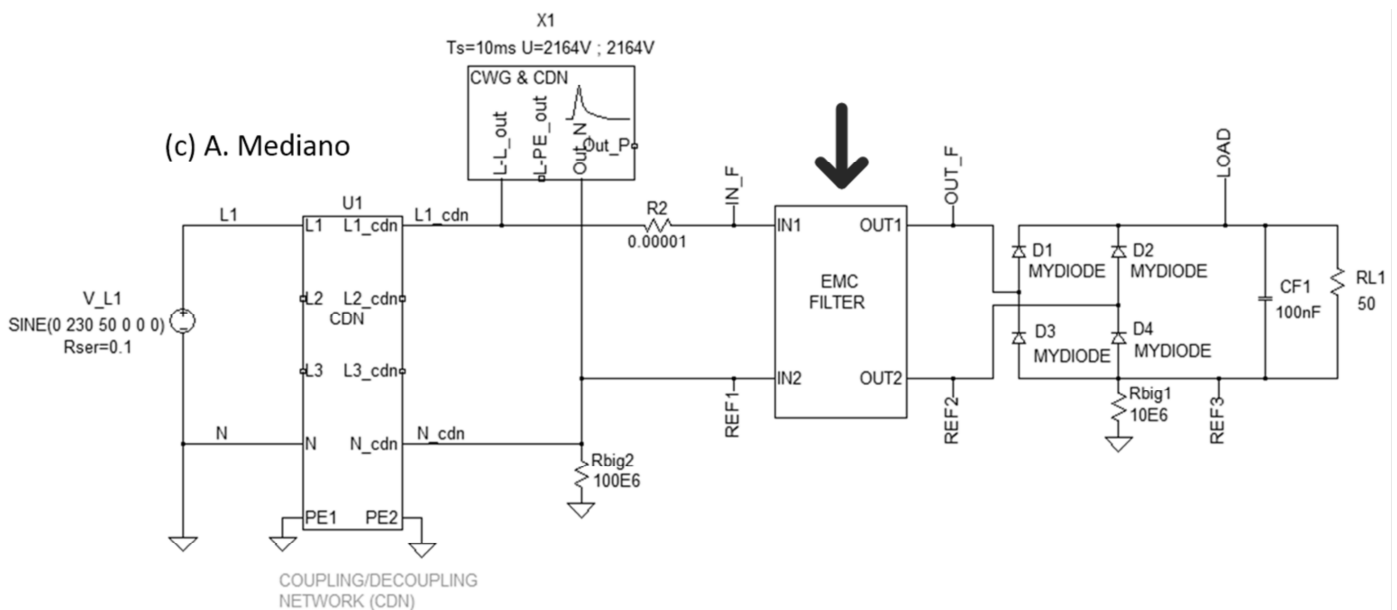 X1
Ts=10ms U=2164V ; 2164V
CWG & CDN
L-L_out
L-PE_out
Out_N
Out_P
(c) A. Mediano
L1
U1
L1
L1_cdn
L1_cdn
R2
0.00001
IN_F
IN1
OUT1
OUT_F
LOAD
V_L1
SINE(0 230 50 0 0 0)
Rser=0.1
L2
L2_cdn
CDN
L3
L3_cdn
EMC
FILTER
D1
MYDIODE
D2
MYDIODE
D3
MYDIODE
D4
MYDIODE
CF1
100nF
RL1
50
IN2
OUT2
REF1
REF2
Rbig1
10E6
REF3
N
N
N_cdn
N_cdn
Rbig2
100E6
PE1
PE2
COUPLING/DECOUPLING
NETWORK (CDN)